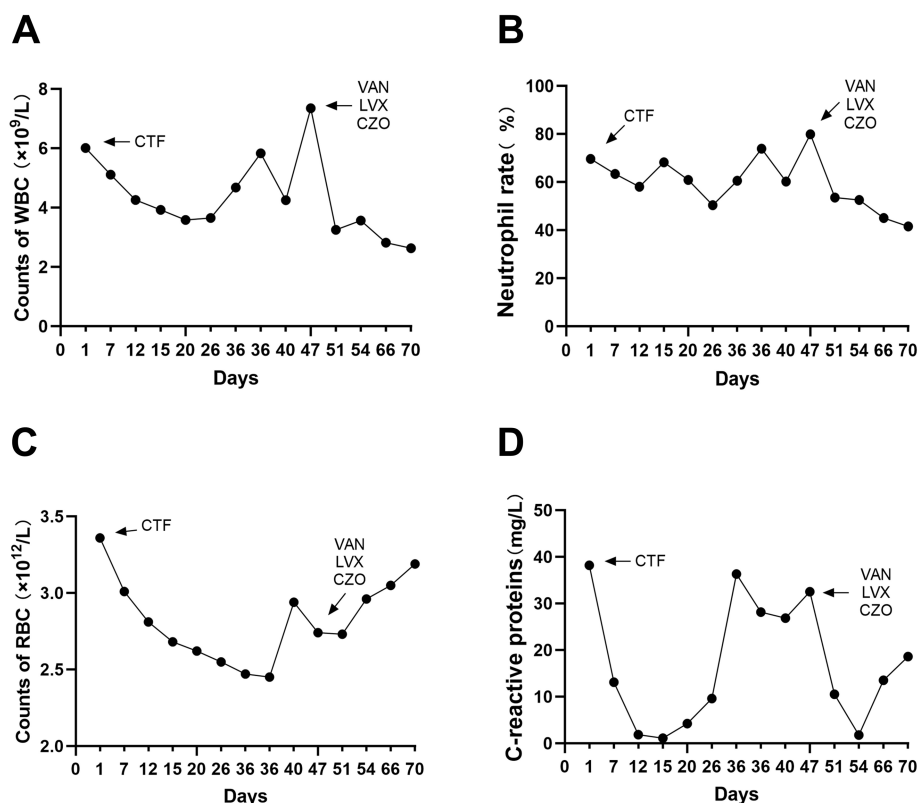 A
Counts of WBC (×10⁹/L)
8
6
4
2
0
CTF
VAN
LVX
CZO
0 1 7 12 15 20 26 36 36 40 47 51 54 66 70
Days
B
Neutrophil rate( %)
100
80
60
40
20
0
CTF
VAN
LVX
CZO
0 1 7 12 15 20 26 36 36 40 47 51 54 66 70
Days
C
Counts of RBC (×10¹²/L)
3.5
3.0
2.5
2.0
CTF
VAN
LVX
CZO
0 1 7 12 15 20 26 36 36 40 47 51 54 66 70
Days
D
C-reactive proteins(mg/L)
50
40
30
20
10
0
CTF
VAN
LVX
CZO
0 1 7 12 15 20 26 36 36 40 47 51 54 66 70
Days